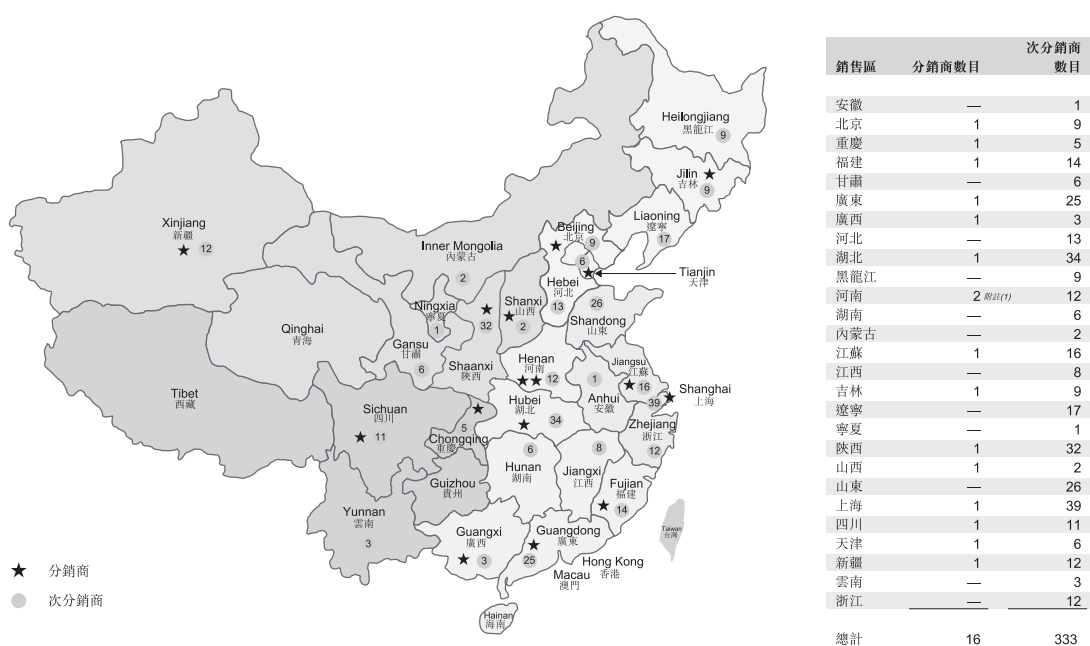 Heilongjiang
黑龍江
9
Jilin
吉林
9
Liaoning
遼寧
17
Xinjiang
新疆
12
Inner Mongolia
內蒙古
2
Beijing
北京
9
6
Tianjin
天津
Hebei
河北
13
Ningxia
寧夏
1
32
Shanxi
山西
2
26
Shandong
山東
Qinghai
青海
Gansu
甘肅
6
Shaanxi
陝西
Henan
河南
12
Jiangsu
江蘇
16
1
Anhui
安徽
39
Shanghai
上海
Tibet
西藏
Sichuan
四川
11
5
Chongqing
重慶
Hubei
湖北
34
Zhejiang
浙江
12
6
Hunan
湖南
8
Jiangxi
江西
Guizhou
貴州
Fujian
福建
14
Yunnan
雲南
3
Guangxi
廣西
3
Guangdong
廣東
25
Hong Kong
香港
Macau
澳門
Taiwan
台灣
Hainan
海南
★ 分銷商
次分銷商
次分銷商
銷售區 分銷商數目 數目
安徽 — 1
北京 1 9
重慶 1 5
福建 1 14
甘肅 — 6
廣東 1 25
廣西 1 3
河北 — 13
湖北 1 34
黑龍江 — 9
河南 2 附註(1) 12
湖南 — 6
內蒙古 — 2
江蘇 1 16
江西 — 8
吉林 1 9
遼寧 — 17
寧夏 — 1
陝西 1 32
山西 1 2
山東 — 26
上海 1 39
四川 1 11
天津 1 6
新疆 1 12
雲南 — 3
浙江 — 12
總計 16 333